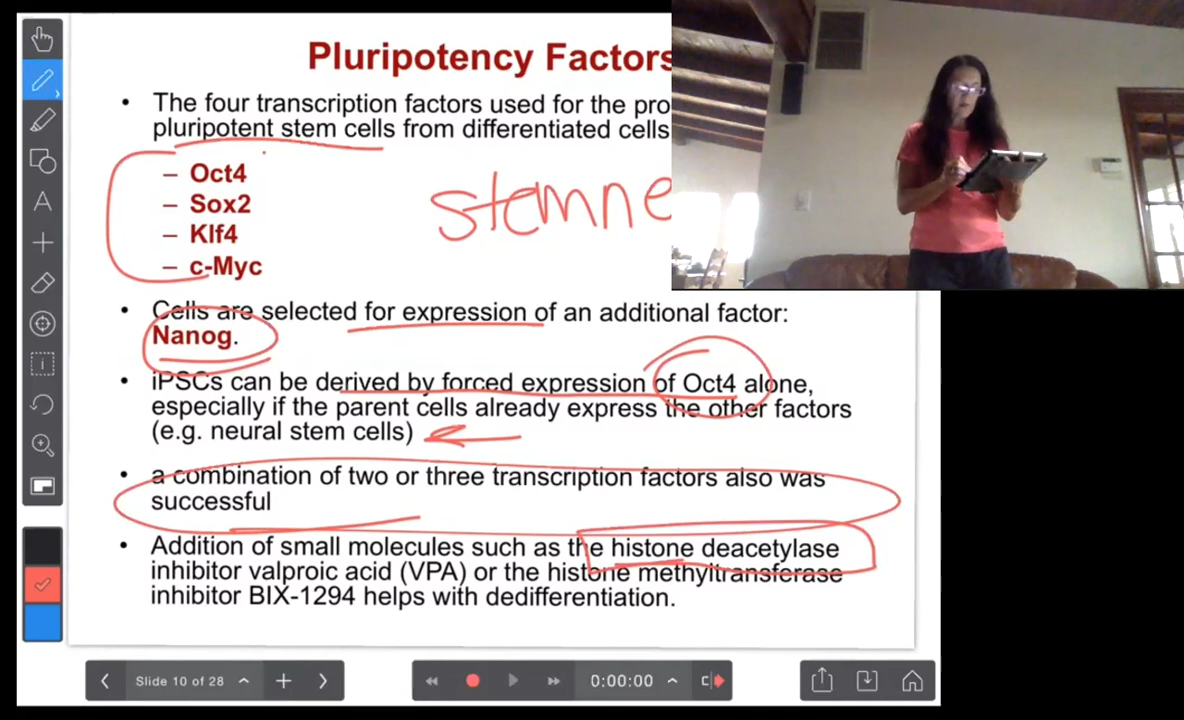 Pluripotency Factors
• The four transcription factors used for the pro
pluripotent stem cells from differentiated cells
– Oct4
– Sox2
– Klf4
– c-Myc
stemne
• Cells are selected for expression of an additional factor:
Nanog.
• iPSCs can be derived by forced expression of Oct4 alone,
especially if the parent cells already express the other factors
(e.g. neural stem cells)
• a combination of two or three transcription factors also was
successful
• Addition of small molecules such as the histone deacetylase
inhibitor valproic acid (VPA) or the histone methyltransferase
inhibitor BIX-1294 helps with dedifferentiation.
Slide 10 of 28
0:00:00